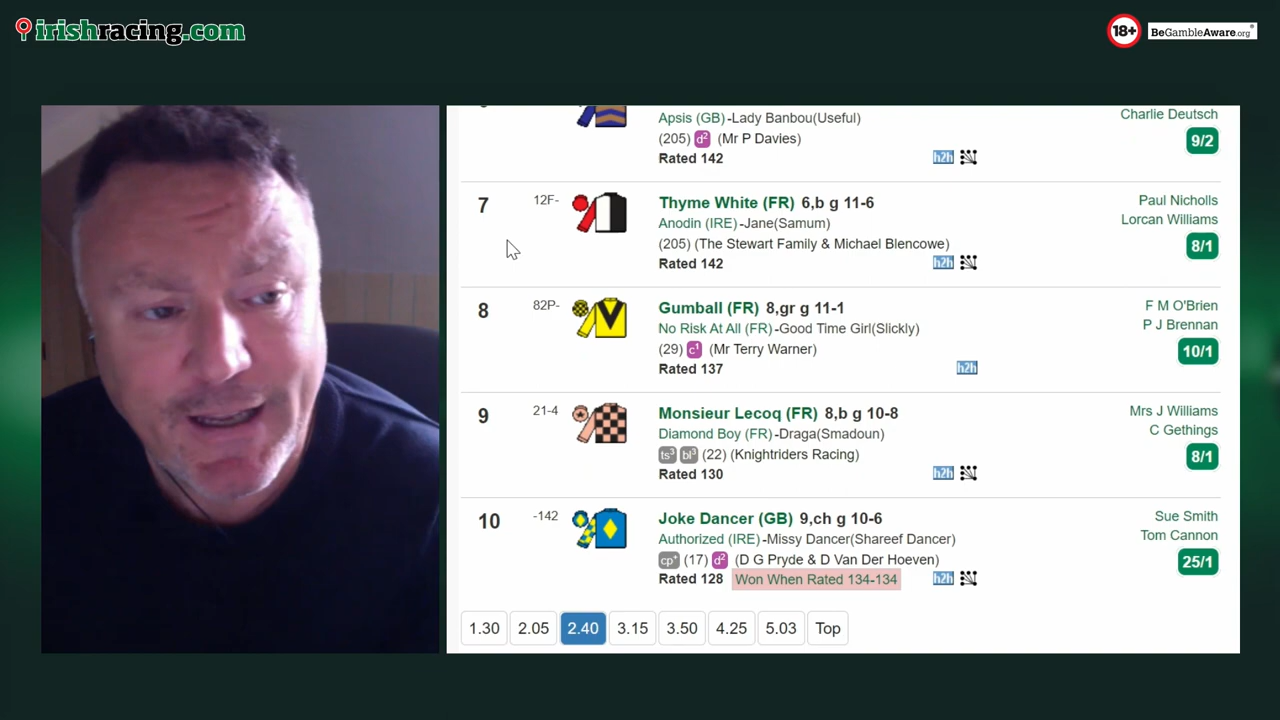 irishracing.com
18+
BeGambleAware.org®
Apsis (GB) -Lady Banbou(Useful)
Charlie Deutsch
(205) d² (Mr P Davies)
9/2
Rated 142
h2h
7
12F-
Thyme White (FR) 6,b g 11-6
Paul Nicholls
Anodin (IRE) -Jane(Samum)
Lorcan Williams
(205) (The Stewart Family & Michael Blencowe)
8/1
Rated 142
h2h
8
82P-
Gumball (FR) 8,gr g 11-1
F M O'Brien
No Risk At All (FR) -Good Time Girl(Slickly)
P J Brennan
(29) c¹ (Mr Terry Warner)
10/1
Rated 137
h2h
9
21-4
Monsieur Lecoq (FR) 8,b g 10-8
Mrs J Williams
Diamond Boy (FR) -Draga(Smadoun)
C Gethings
ts³ bl³ (22) (Knightriders Racing)
8/1
Rated 130
h2h
10
-142
Joke Dancer (GB) 9,ch g 10-6
Sue Smith
Authorized (IRE) -Missy Dancer(Shareef Dancer)
Tom Cannon
cp⁺ (17) d² (D G Pryde & D Van Der Hoeven)
25/1
Rated 128 Won When Rated 134-134
h2h
1.30 2.05 2.40 3.15 3.50 4.25 5.03 Top